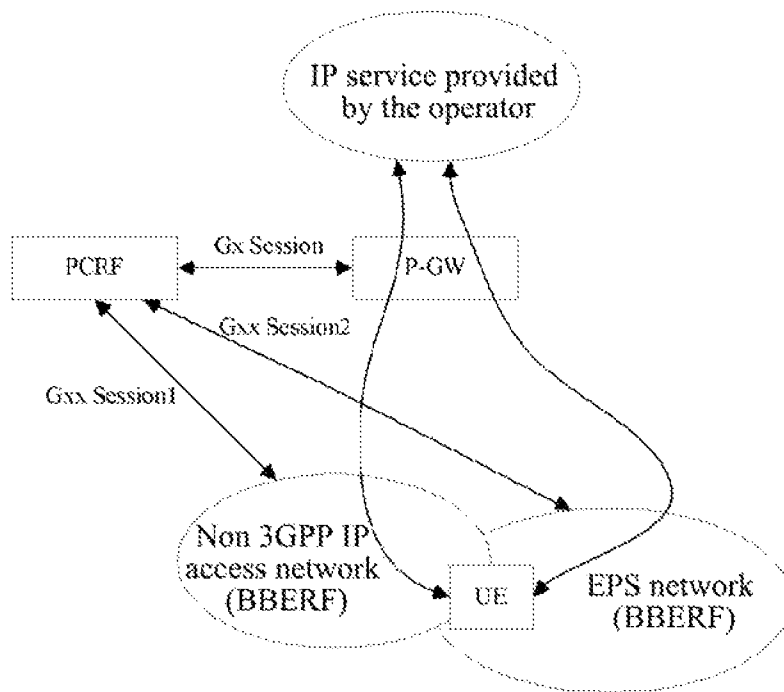 IP service provided
by the operator
Gx Session
PCRF
P-GW
Gxx Session2
Gxx Session1
Non 3GPP IP
access network
(BBERF)
UE
EPS network
(BBERF)